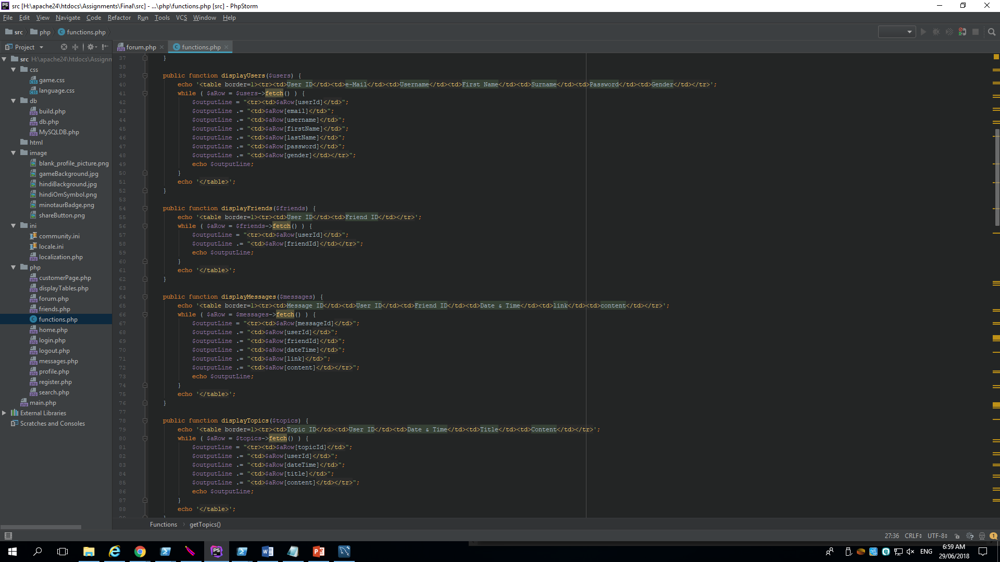 src [H:\apache24\htdocs\Assignments\Final\src] - ...\php\functions.php [src] - PhpStorm
File Edit View Navigate Code Refactor Run Tools VCS Window Help
src php functions.php
Project
forum.php
functions.php
src H:\apache24\htdocs\Assignm
css
game.css
language.css
db
build.php
db.php
MySQLDB.php
html
image
blank_profile_picture.png
gameBackground.jpg
hindiBackground.jpg
hindiOmSymbol.png
minotaurBadge.png
shareButton.png
ini
community.ini
locale.ini
localization.php
php
customerPage.php
displayTables.php
forum.php
friends.php
functions.php
home.php
login.php
logout.php
messages.php
profile.php
register.php
search.php
main.php
External Libraries
Scratches and Consoles
37 }
38
39 public function displayUsers($users) {
40 echo '<table border=1><tr><td>User ID</td><td>e-Mail</td><td>Username</td><td>First Name</td><td>Surname</td><td>Password</td><td>Gender</td></tr>';
41 while ( $aRow = $users->fetch() ) {
42 $outputLine = "<tr><td>$aRow[userId]</td>";
43 $outputLine .= "<td>$aRow[email]</td>";
44 $outputLine .= "<td>$aRow[username]</td>";
45 $outputLine .= "<td>$aRow[firstName]</td>";
46 $outputLine .= "<td>$aRow[lastName]</td>";
47 $outputLine .= "<td>$aRow[password]</td>";
48 $outputLine .= "<td>$aRow[gender]</td></tr>";
49 echo $outputLine;
50 }
51 echo '</table>';
52 }
53
54 public function displayFriends($friends) {
55 echo '<table border=1><tr><td>User ID</td><td>Friend ID</td></tr>';
56 while ( $aRow = $friends->fetch() ) {
57 $outputLine = "<tr><td>$aRow[userId]</td>";
58 $outputLine .= "<td>$aRow[friendId]</td></tr>";
59 echo $outputLine;
60 }
61 echo '</table>';
62 }
63
64 public function displayMessages($messages) {
65 echo '<table border=1><tr><td>Message ID</td><td>User ID</td><td>Friend ID</td><td>Date & Time</td><td>link</td><td>content</td></tr>';
66 while ( $aRow = $messages->fetch() ) {
67 $outputLine = "<tr><td>$aRow[messageId]</td>";
68 $outputLine .= "<td>$aRow[userId]</td>";
69 $outputLine .= "<td>$aRow[friendId]</td>";
70 $outputLine .= "<td>$aRow[dateTime]</td>";
71 $outputLine .= "<td>$aRow[link]</td>";
72 $outputLine .= "<td>$aRow[content]</td></tr>";
73 echo $outputLine;
74 }
75 echo '</table>';
76 }
77
78 public function displayTopics($topics) {
79 echo '<table border=1><tr><td>Topic ID</td><td>User ID</td><td>Date & Time</td><td>Title</td><td>Content</td></tr>';
80 while ( $aRow = $topics->fetch() ) {
81 $outputLine = "<tr><td>$aRow[topicId]</td>";
82 $outputLine .= "<td>$aRow[userId]</td>";
83 $outputLine .= "<td>$aRow[dateTime]</td>";
84 $outputLine .= "<td>$aRow[title]</td>";
85 $outputLine .= "<td>$aRow[content]</td></tr>";
86 echo $outputLine;
87 }
88 echo '</table>';
Functions getTopics()
27:36 CRLF UTF-8 1
ENG
6:59 AM
29/06/2018